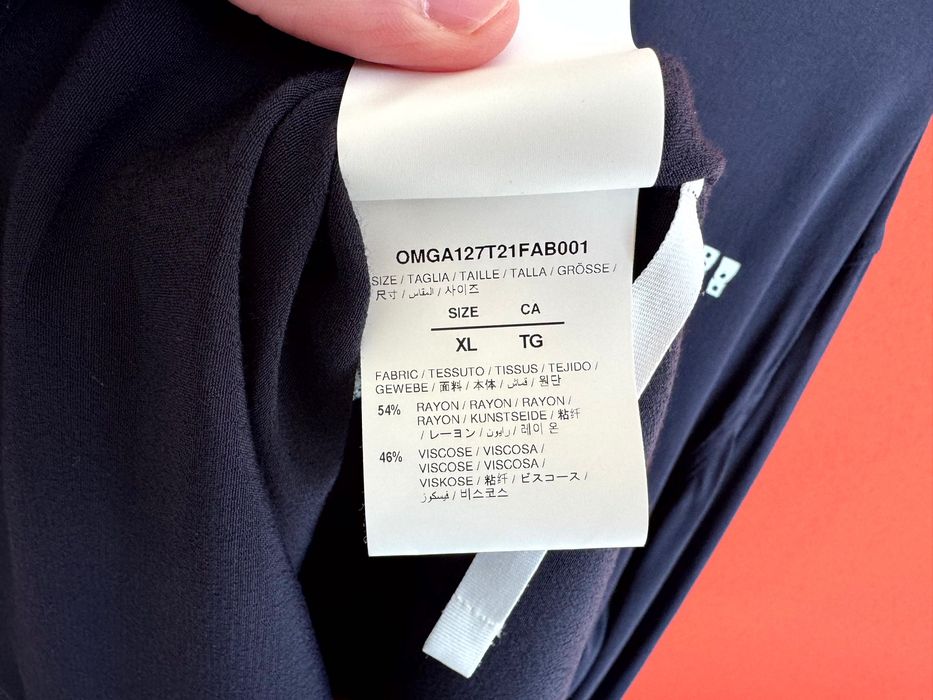 OMGA127T21FAB001
SIZE / TAGLIA / TAILLE / TALLA / GRÖSSE /
尺寸 / المقاس / 사이즈
SIZE CA
XL TG
FABRIC / TESSUTO / TISSUS / TEJIDO /
GEWEBE / 面料 / 本体 / قماش / 원단
54% RAYON / RAYON / RAYON /
RAYON / KUNSTSEIDE / 粘纤
/ レーヨン / رايون / 레이 온
46% VISCOSE / VISCOSA /
VISCOSE / VISCOSA /
VISKOSE / 粘纤 / ビスコース /
فيسكوز / 비스코스